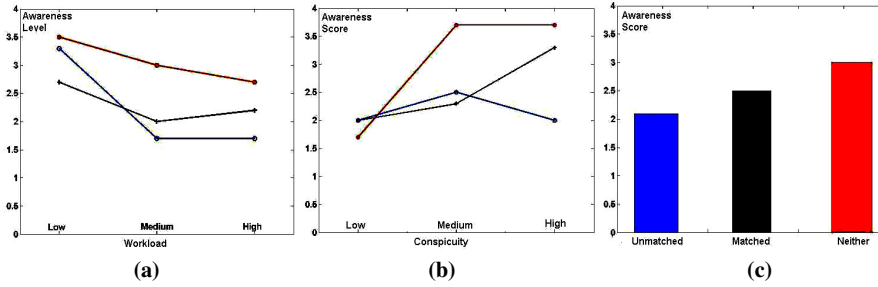 Awareness
Level
4
3.5
3
2.5
2
1.5
1
0.5
0
Low Medium High
Workload
(a)
Awareness
Score
4
3.5
3
2.5
2
1.5
1
0.5
0
Low Medium High
Conspicuity
(b)
Awareness
Score
4
3.5
3
2.5
2
1.5
1
0.5
0
Unmatched Matched Neither
(c)